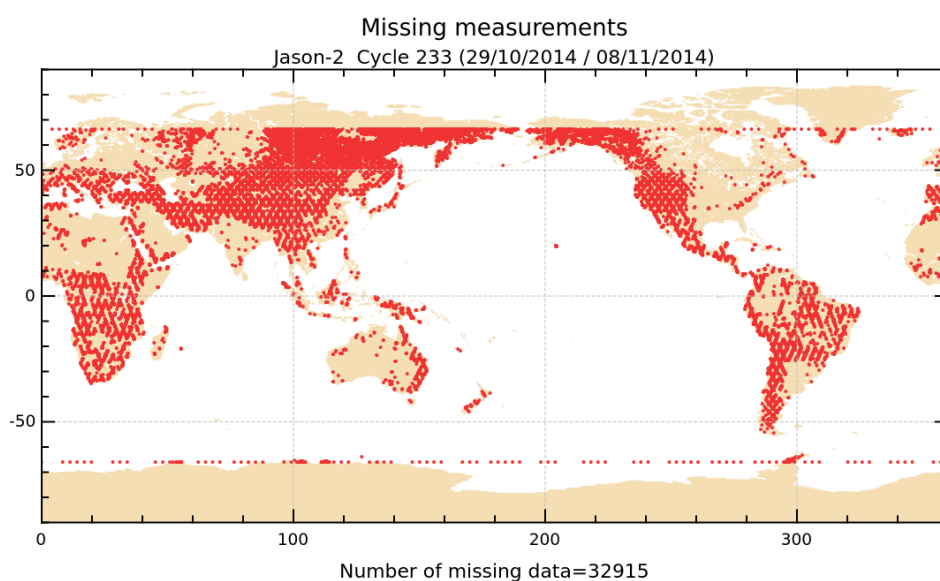 Missing measurements
Jason-2 Cycle 233 (29/10/2014 / 08/11/2014)
50
0
-50
0 100 200 300
Number of missing data=32915